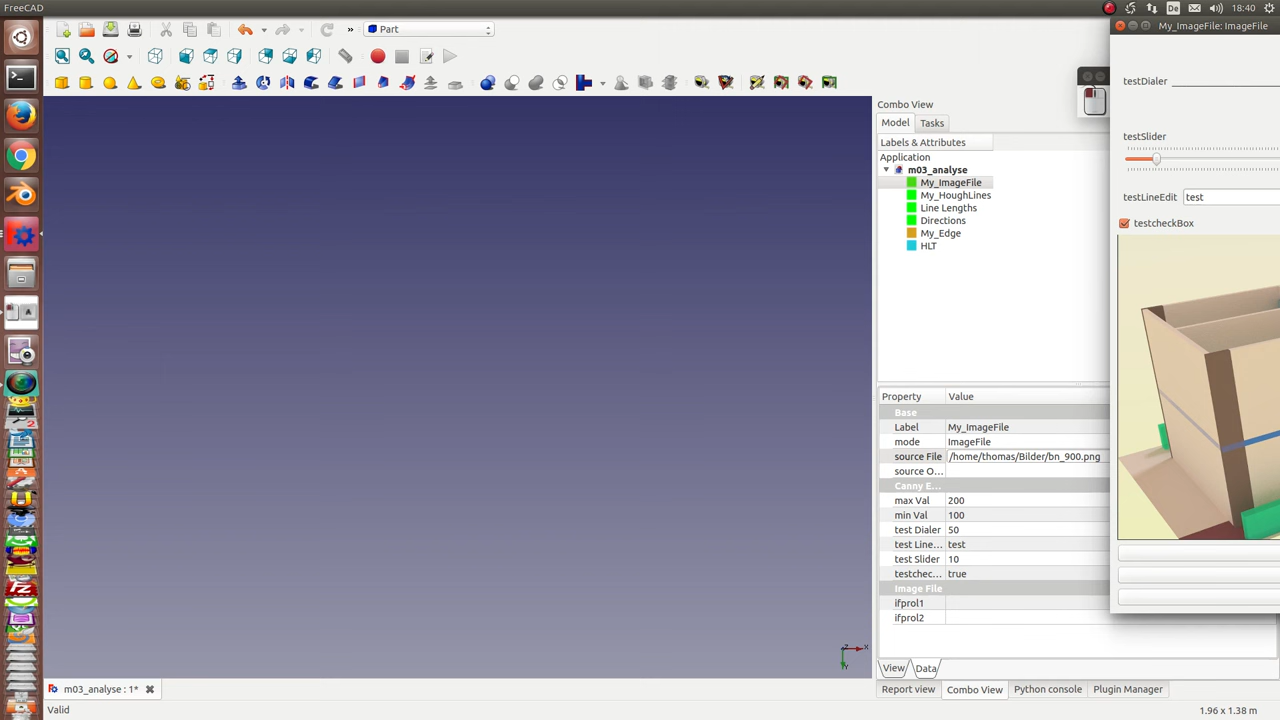 FreeCAD
De
18:40
My_ImageFile: ImageFile
Part
»
Combo View
Model
Tasks
Labels & Attributes
Application
m03_analyse
My_ImageFile
My_HoughLines
Line Lengths
Directions
My_Edge
HLT
Property Value
Base
Label My_ImageFile
mode ImageFile
source File /home/thomas/Bilder/bn_900.png
source O...
Canny E...
max Val 200
min Val 100
test Dialer 50
test Line... test
test Slider 10
testchec... true
Image File
ifprol1
ifprol2
View
Data
Report view
Combo View
Python console
Plugin Manager
testDialer
testSlider
testLineEdit test
testcheckBox
m03_analyse : 1*
Valid
1.96 x 1.38 m